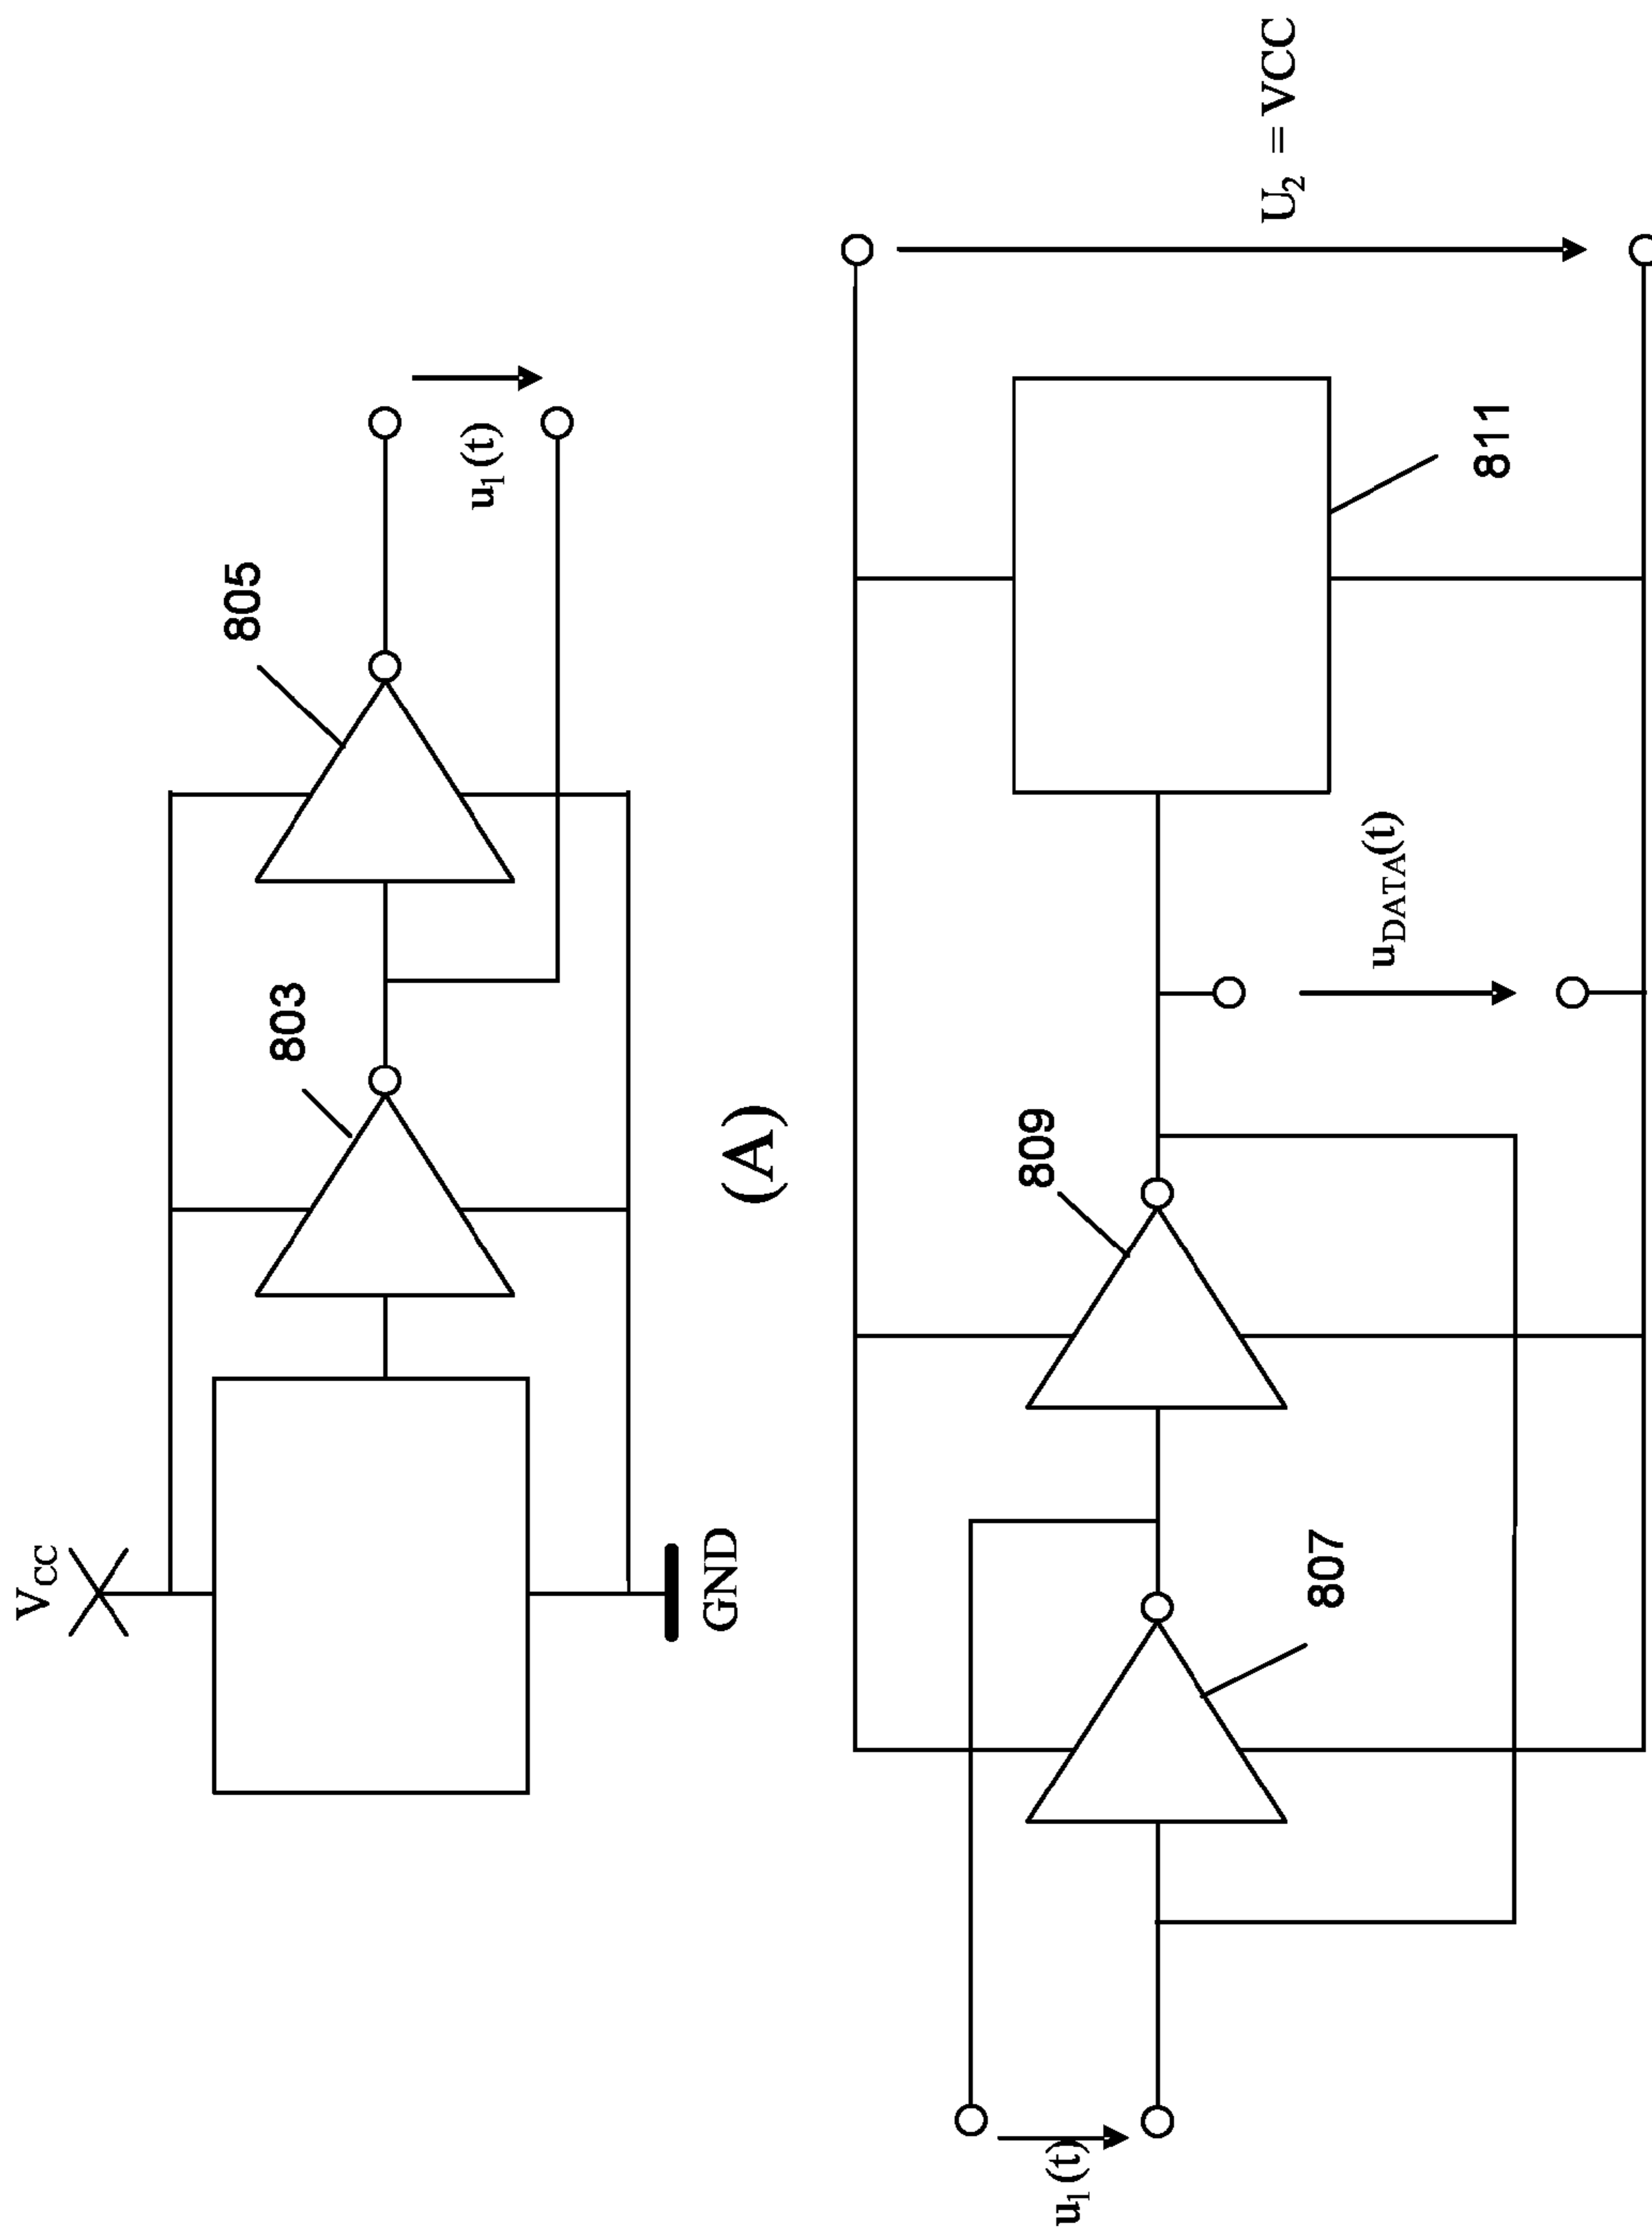 V_CC
803
805
u_1 (t)
GND
(A)
U_2 = VCC
809
u_DATA(t)
811
807
u_1 (t)